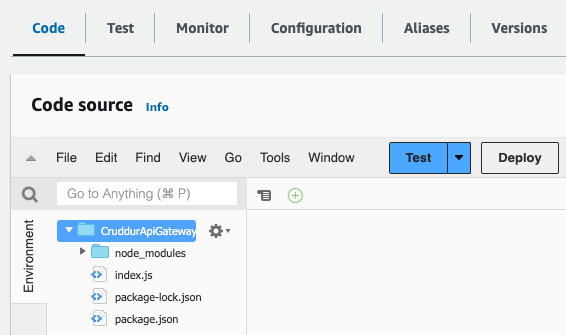 Code Test Monitor Configuration Aliases Versions
Code source Info
File Edit Find View Go Tools Window Test Deploy
Go to Anything (⌘ P)
Environment
CruddurApiGateway
node_modules
index.js
package-lock.json
package.json